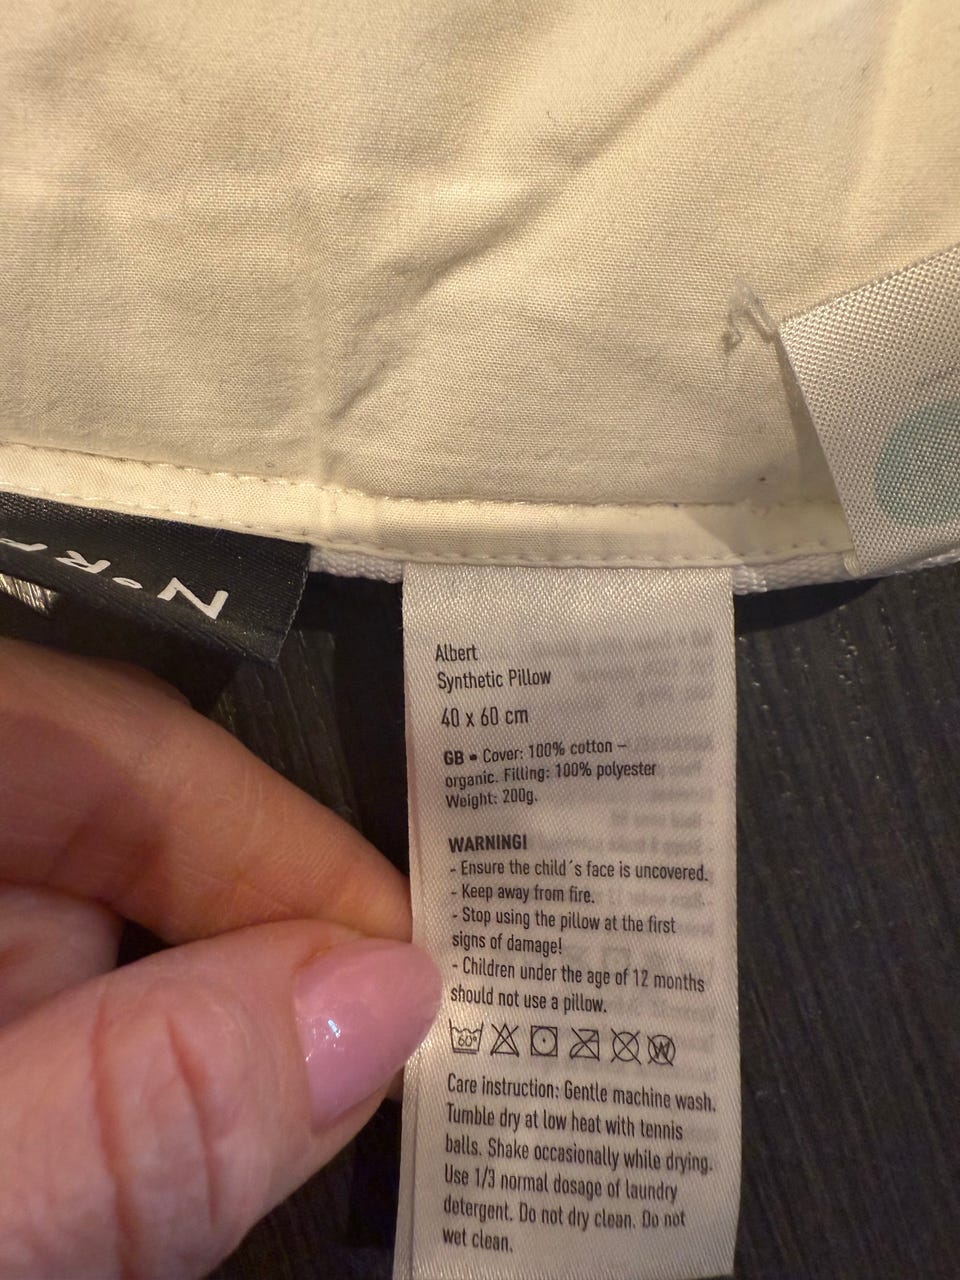 Albert
Synthetic Pillow
40 x 60 cm
GB • Cover: 100% cotton –
organic. Filling: 100% polyester
Weight: 200g.
WARNING!
- Ensure the child´s face is uncovered.
- Keep away from fire.
- Stop using the pillow at the first
signs of damage!
- Children under the age of 12 months
should not use a pillow.
60°
W
Care instruction: Gentle machine wash.
Tumble dry at low heat with tennis
balls. Shake occasionally while drying.
Use 1/3 normal dosage of laundry
detergent. Do not dry clean. Do not
wet clean.